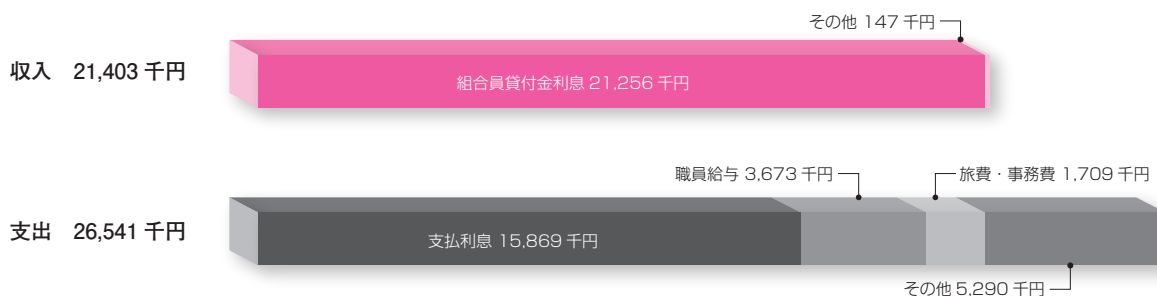 その他 147 千円
収入 21,403 千円
組合員貸付金利息 21,256 千円
職員給与 3,673 千円
旅費・事務費 1,709 千円
支出 26,541 千円
支払利息 15,869 千円
その他 5,290 千円